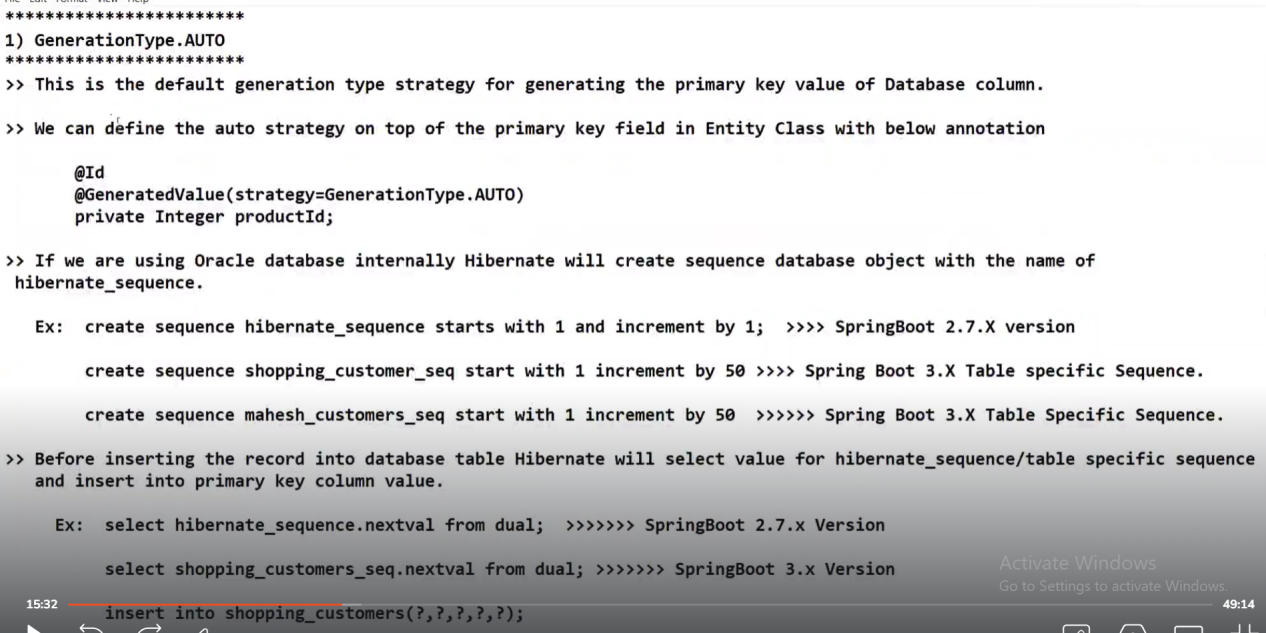 ************************
1) GenerationType.AUTO
************************
>> This is the default generation type strategy for generating the primary key value of Database column.
>> We can define the auto strategy on top of the primary key field in Entity Class with below annotation
@Id
@GeneratedValue(strategy=GenerationType.AUTO)
private Integer productId;
>> If we are using Oracle database internally Hibernate will create sequence database object with the name of
hibernate_sequence.
Ex: create sequence hibernate_sequence starts with 1 and increment by 1; >>>> SpringBoot 2.7.X version
create sequence shopping_customer_seq start with 1 increment by 50 >>>> Spring Boot 3.X Table specific Sequence.
create sequence mahesh_customers_seq start with 1 increment by 50 >>>>>> Spring Boot 3.X Table Specific Sequence.
>> Before inserting the record into database table Hibernate will select value for hibernate_sequence/table specific sequence
and insert into primary key column value.
Ex: select hibernate_sequence.nextval from dual; >>>>>>> SpringBoot 2.7.x Version
select shopping_customers_seq.nextval from dual; >>>>>>> SpringBoot 3.x Version
Activate Windows
Go to Settings to activate Windows.
15:32 49:14
insert into shopping_customers(?,?,?,?,?);